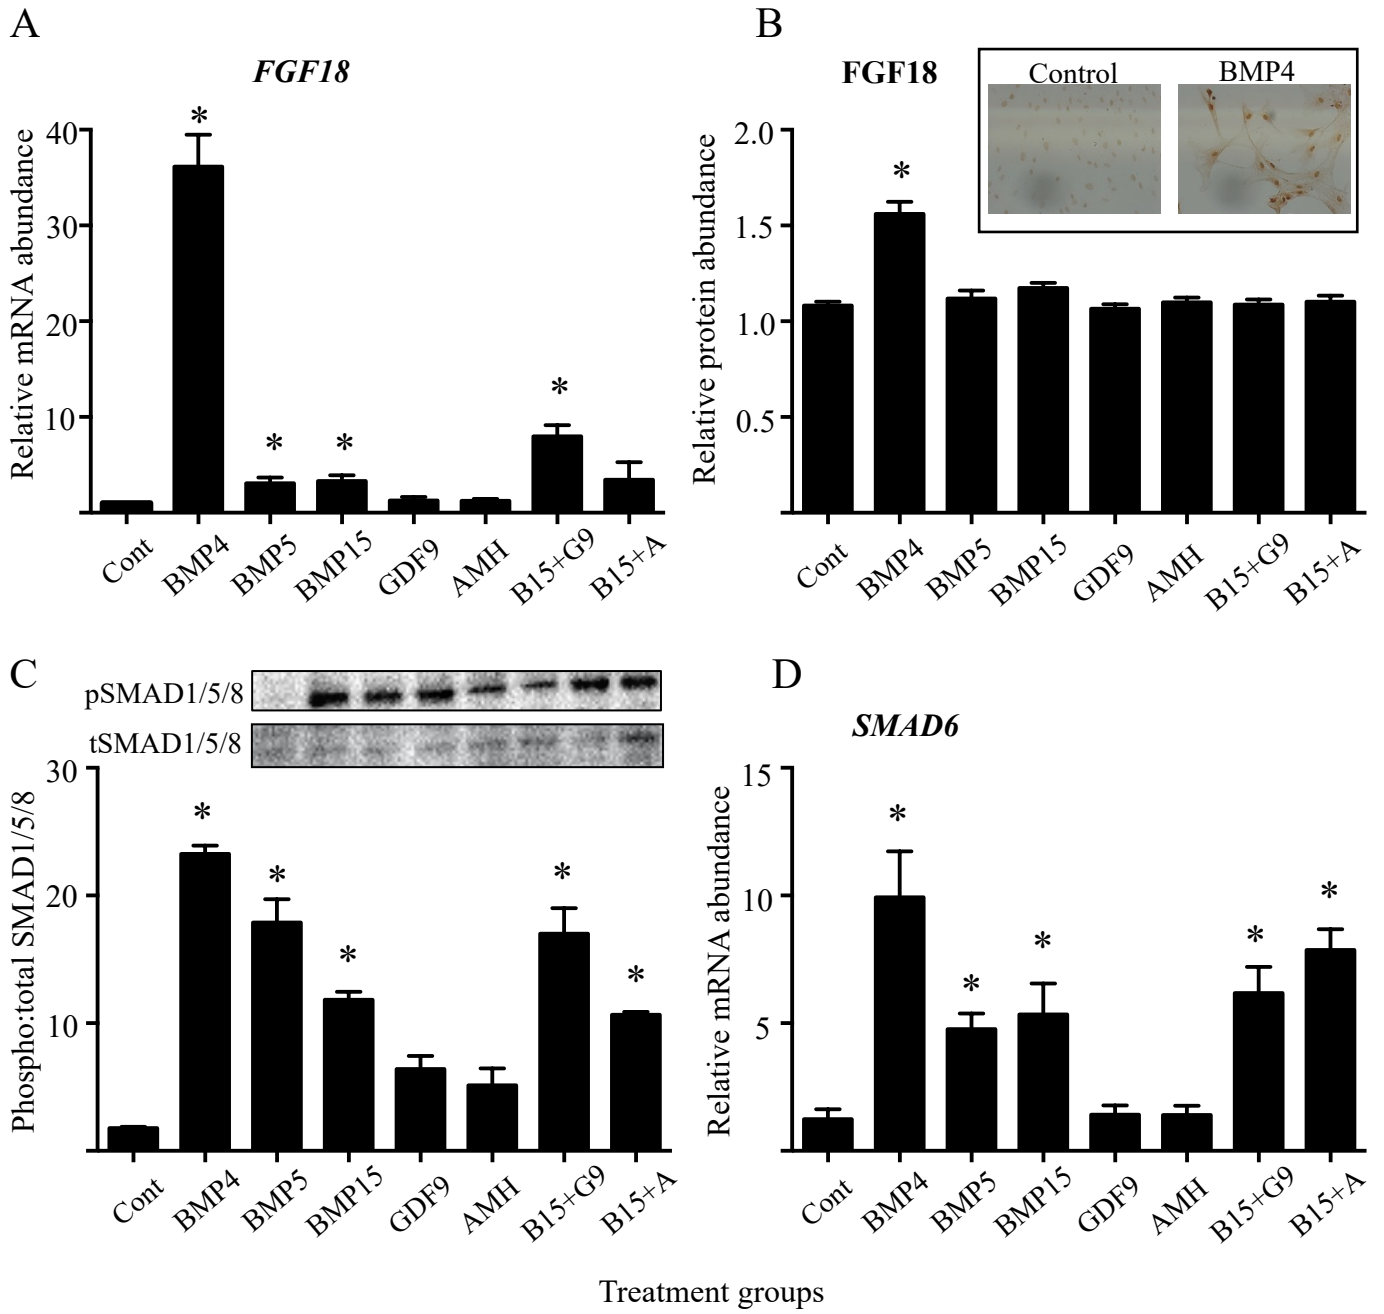 A
FGF18
Relative mRNA abundance
40
30
20
10
*
*
*
*
Cont
BMP4
BMP5
BMP15
GDF9
AMH
B15+G9
B15+A
B
FGF18
Control
BMP4
Relative protein abundance
2.0
1.5
1.0
0.5
*
Cont
BMP4
BMP5
BMP15
GDF9
AMH
B15+G9
B15+A
C
pSMAD1/5/8
tSMAD1/5/8
Phospho:total SMAD1/5/8
30
20
10
*
*
*
*
*
Cont
BMP4
BMP5
BMP15
GDF9
AMH
B15+G9
B15+A
D
SMAD6
Relative mRNA abundance
15
10
5
*
*
*
*
*
Cont
BMP4
BMP5
BMP15
GDF9
AMH
B15+G9
B15+A
Treatment groups